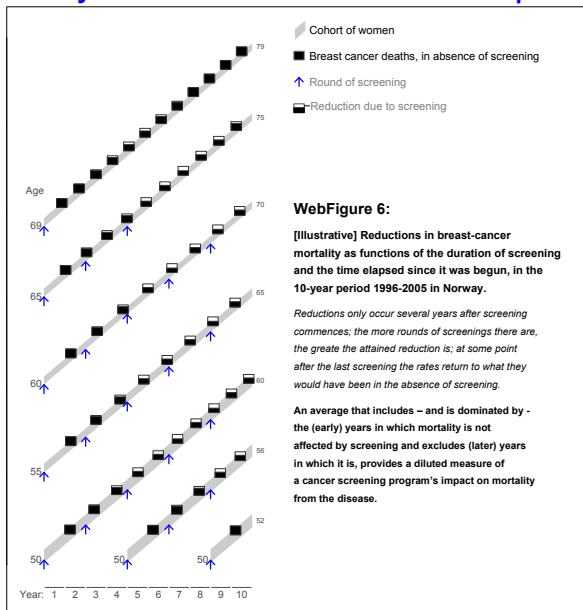 Cohort of women
Breast cancer deaths, in absence of screening
Round of screening
Reduction due to screening
79
75
Age
69
70
65
65
60
60
55
56
52
50
50
50
Year: 1 2 3 4 5 6 7 8 9 10
WebFigure 6:
[Illustrative] Reductions in breast-cancer
mortality as functions of the duration of screening
and the time elapsed since it was begun, in the
10-year period 1996-2005 in Norway.
Reductions only occur several years after screening
commences; the more rounds of screenings there are,
the greate the attained reduction is; at some point
after the last screening the rates return to what they
would have been in the absence of screening.
An average that includes – and is dominated by -
the (early) years in which mortality is not
affected by screening and excludes (later) years
in which it is, provides a diluted measure of
a cancer screening program's impact on mortality
from the disease.